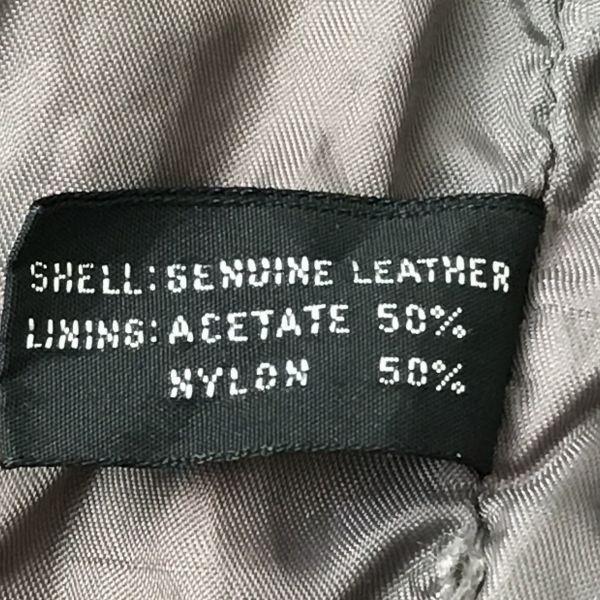 SHELL: GENUINE LEATHER
LINING: ACETATE 50%
NYLON 50%